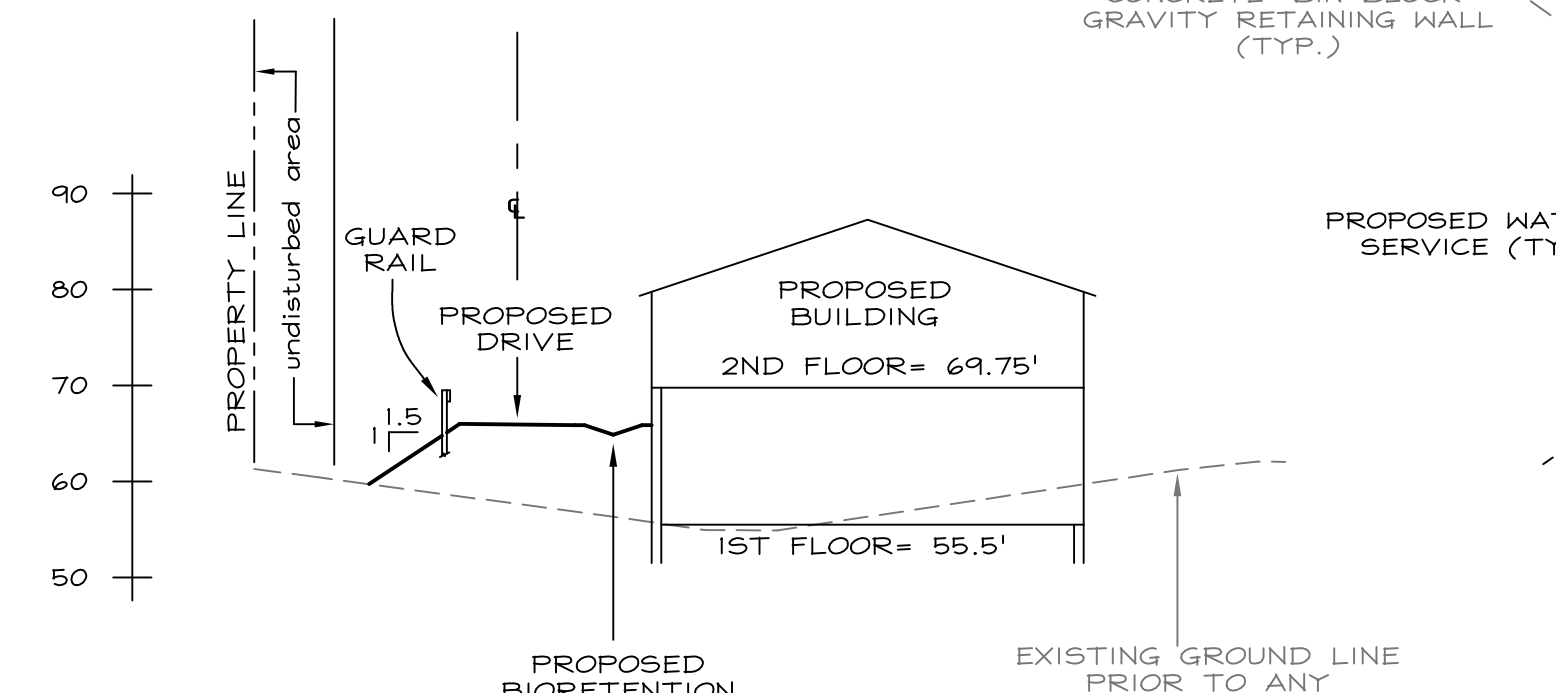 GRAVITY RETAINING WALL
(TYP.)
90
80
70
60
50
PROPERTY LINE
undisturbed area
℄
GUARD
RAIL
PROPOSED
DRIVE
1.5
1
PROPOSED
BUILDING
2ND FLOOR= 69.75'
1ST FLOOR= 55.5'
PROPOSED
BIORETENTION
EXISTING GROUND LINE
PRIOR TO ANY
PROPOSED
SERVICE